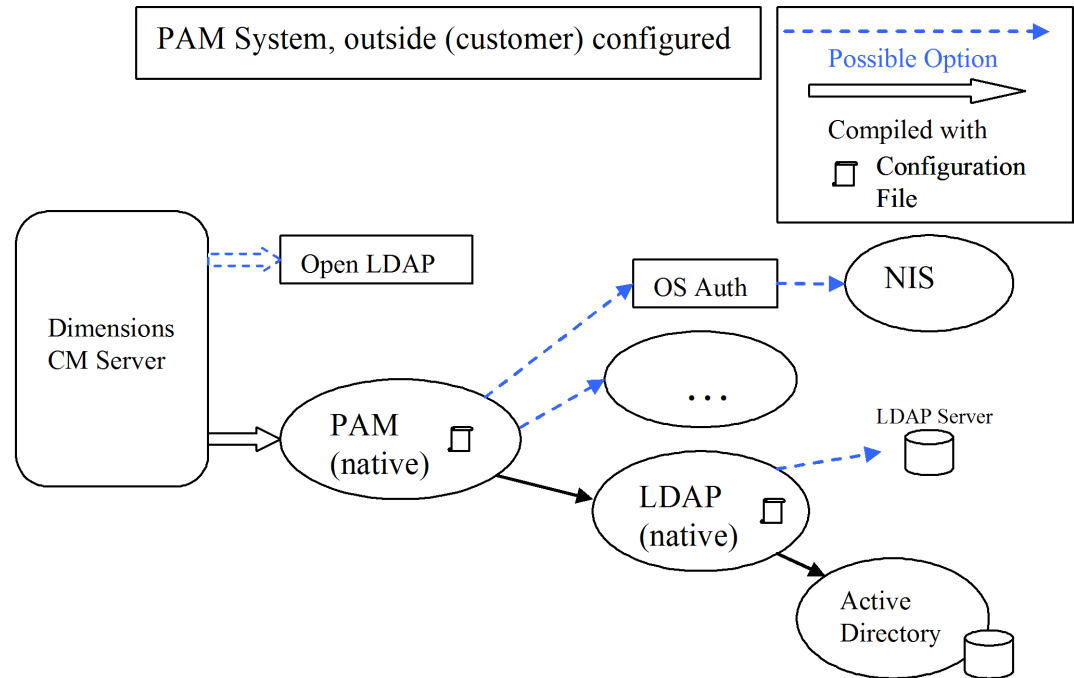 PAM System, outside (customer) configured
Possible Option
Compiled with
Configuration
File
Dimensions
CM Server
Open LDAP
OS Auth
NIS
...
PAM
(native)
LDAP Server
LDAP
(native)
Active
Directory